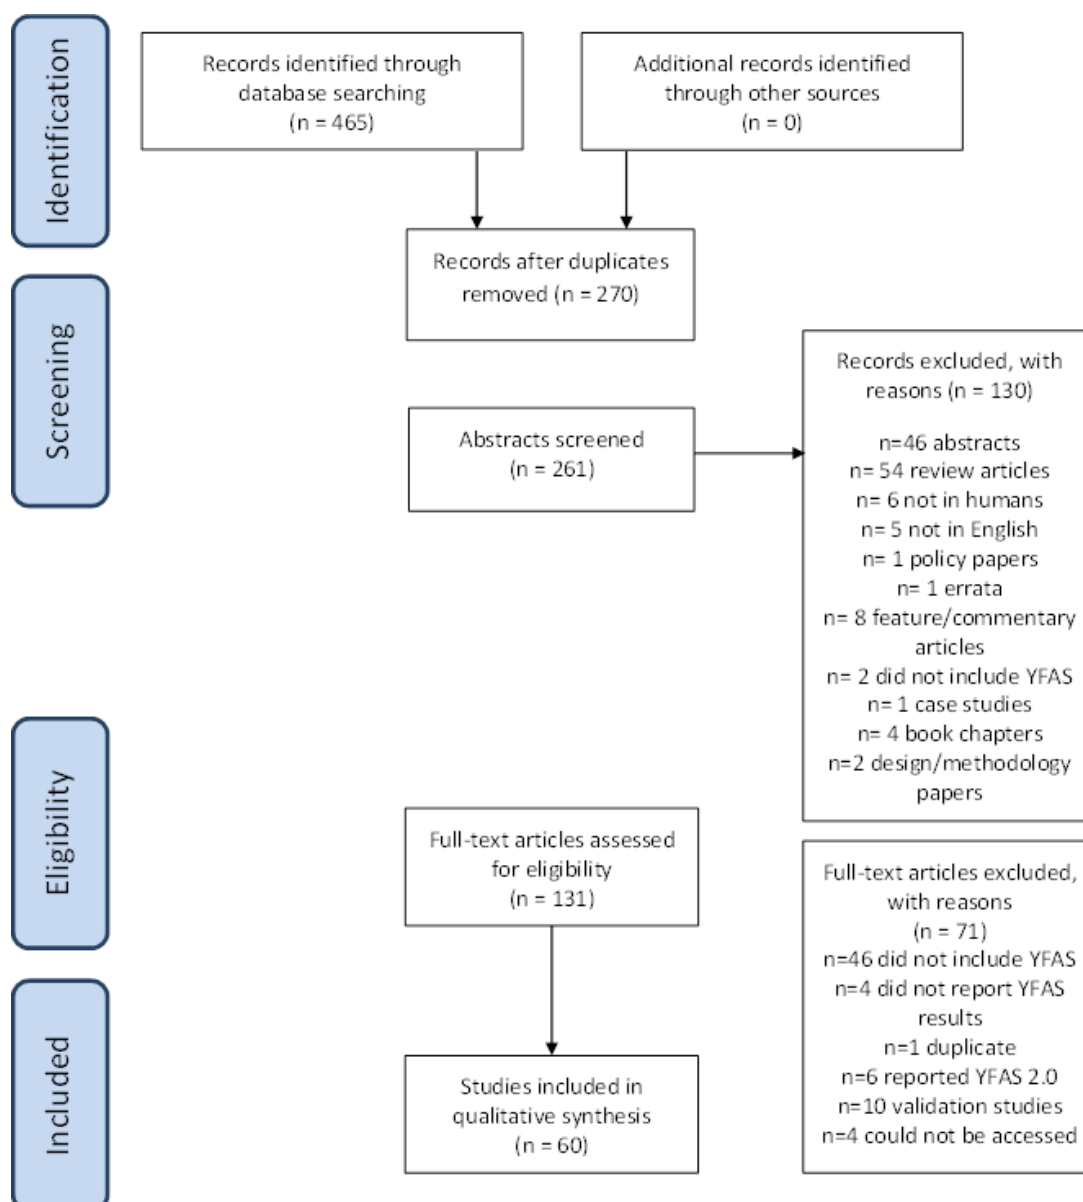 Identification
Records identified through
database searching
(n = 465)
Additional records identified
through other sources
(n = 0)
Records after duplicates
removed (n = 270)
Screening
Abstracts screened
(n = 261)
Records excluded, with
reasons (n = 130)
n=46 abstracts
n= 54 review articles
n= 6 not in humans
n= 5 not in English
n= 1 policy papers
n= 1 errata
n= 8 feature/commentary
articles
n= 2 did not include YFAS
n= 1 case studies
n= 4 book chapters
n=2 design/methodology
papers
Eligibility
Full-text articles assessed
for eligibility
(n = 131)
Full-text articles excluded,
with reasons
(n = 71)
n=46 did not include YFAS
n=4 did not report YFAS
results
n=1 duplicate
n=6 reported YFAS 2.0
n=10 validation studies
n=4 could not be accessed
Included
Studies included in
qualitative synthesis
(n = 60)